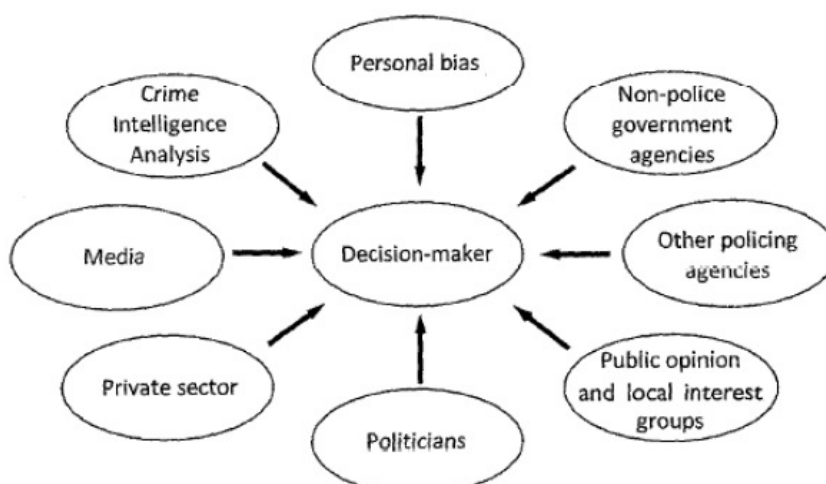 Personal bias
Crime
Intelligence
Analysis
Non-police
government
agencies
Media
Decision-maker
Other policing
agencies
Private sector
Politicians
Public opinion
and local interest
groups